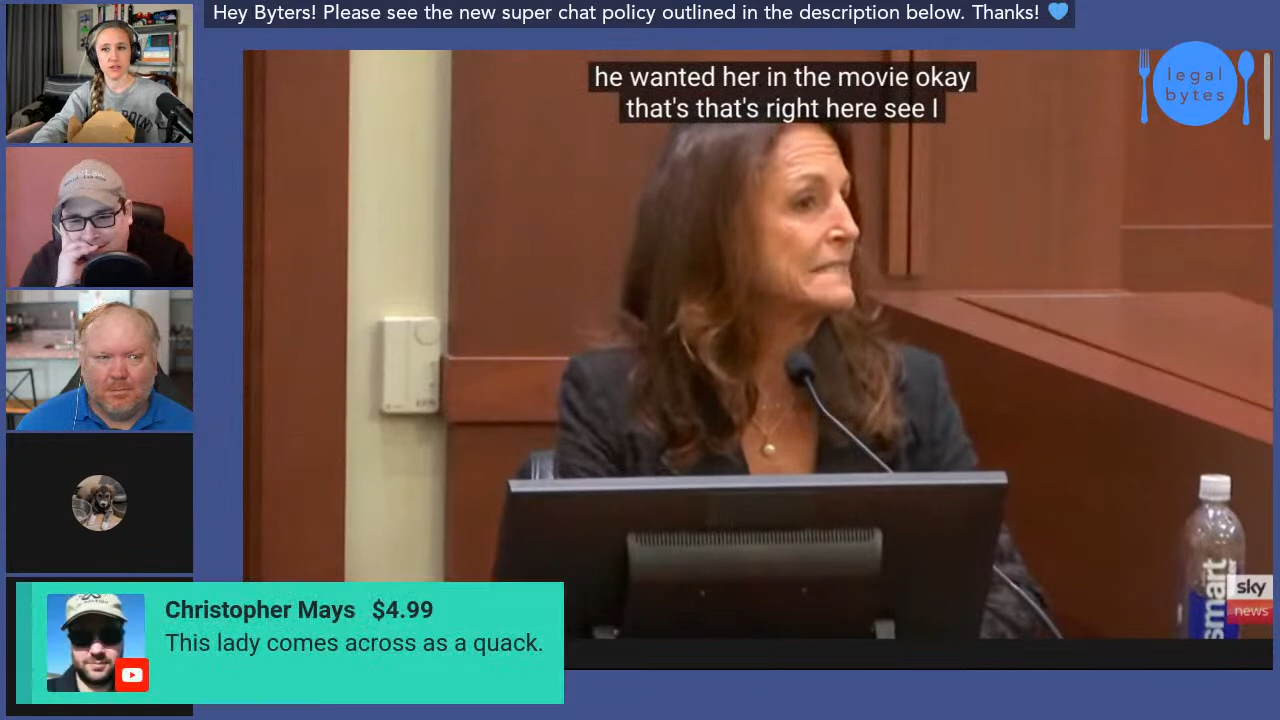 Hey Byters! Please see the new super chat policy outlined in the description below. Thanks! 💙
he wanted her in the movie okay
that's that's right here see I
legal
bytes
smart
sky
news
Christopher Mays $4.99
This lady comes across as a quack.